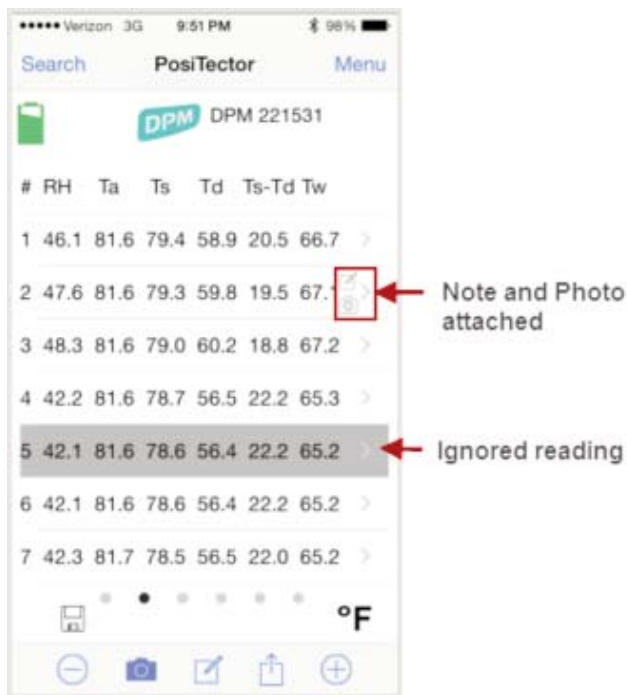 Verizon 3G 9:51 PM 98%
Search PosiTector Menu
DPM DPM 221531
# RH Ta Ts Td Ts-Td Tw
1 46.1 81.6 79.4 58.9 20.5 66.7
2 47.6 81.6 79.3 59.8 19.5 67.1
Note and Photo
attached
3 48.3 81.6 79.0 60.2 18.8 67.2
4 42.2 81.6 78.7 56.5 22.2 65.3
5 42.1 81.6 78.6 56.4 22.2 65.2
Ignored reading
6 42.1 81.6 78.6 56.4 22.2 65.2
7 42.3 81.7 78.5 56.5 22.0 65.2
°F